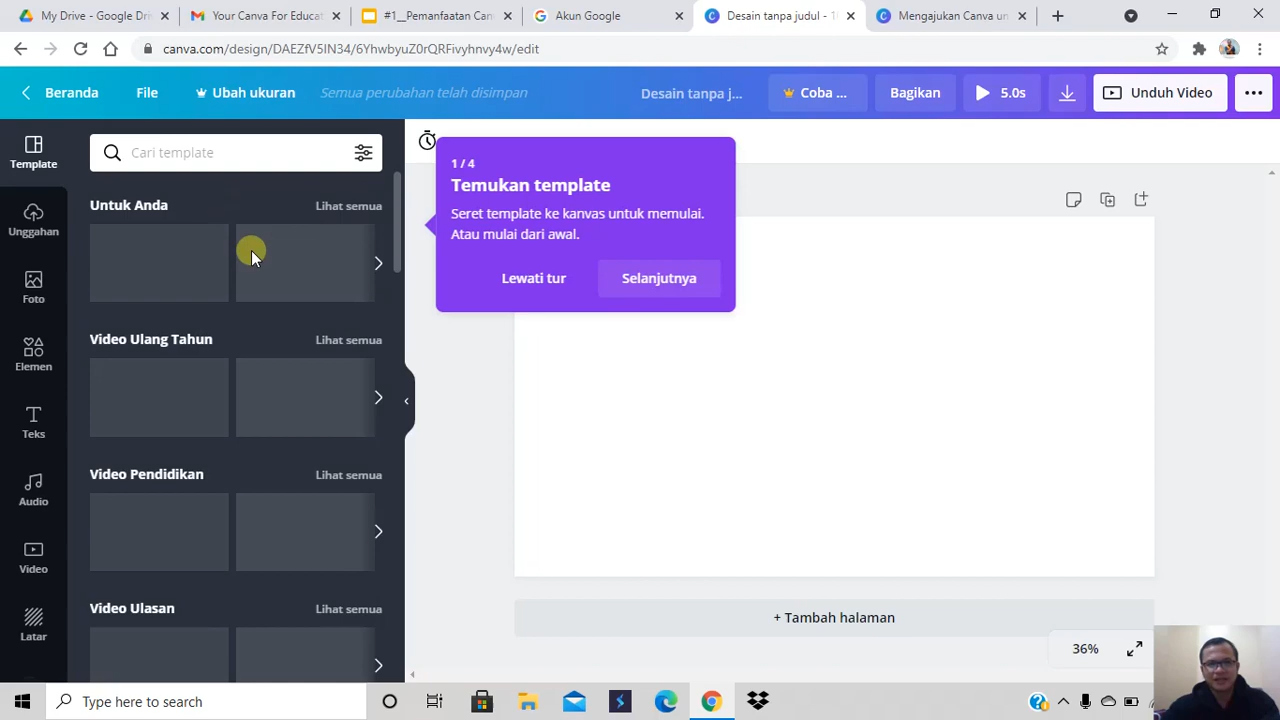 My Drive - Google Dri
Your Canva For Educat
#1__Pemanfaatan Can
Akun Google
Desain tanpa judul - 1
Mengajukan Canva un
canva.com/design/DAEZfV5IN34/6YhwbyuZ0rQRFivyhnvy4w/edit
Beranda
File
Ubah ukuran
Semua perubahan telah disimpan
Desain tanpa j...
Coba ...
Bagikan
5.0s
Unduh Video
Template
Unggahan
Foto
Elemen
Teks
Audio
Video
Latar
Cari template
Untuk Anda
Lihat semua
Video Ulang Tahun
Lihat semua
Video Pendidikan
Lihat semua
Video Ulasan
Lihat semua
1 / 4
Temukan template
Seret template ke kanvas untuk memulai.
Atau mulai dari awal.
Lewati tur
Selanjutnya
+ Tambah halaman
36%
Type here to search